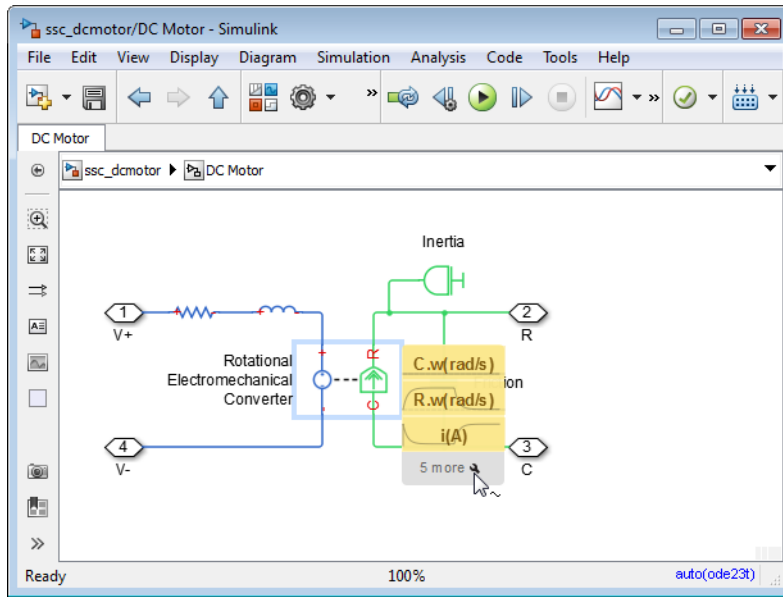 ssc_dcmotor/DC Motor - Simulink
File Edit View Display Diagram Simulation Analysis Code Tools Help
DC Motor
ssc_dcmotor DC Motor
Inertia
1
V+
2
R
+
R
Rotational
Electromechanical
Converter
C
-
C.w(rad/s)
R.w(rad/s)
ion
i(A)
5 more
4
V-
3
C
Ready 100% auto(ode23t)